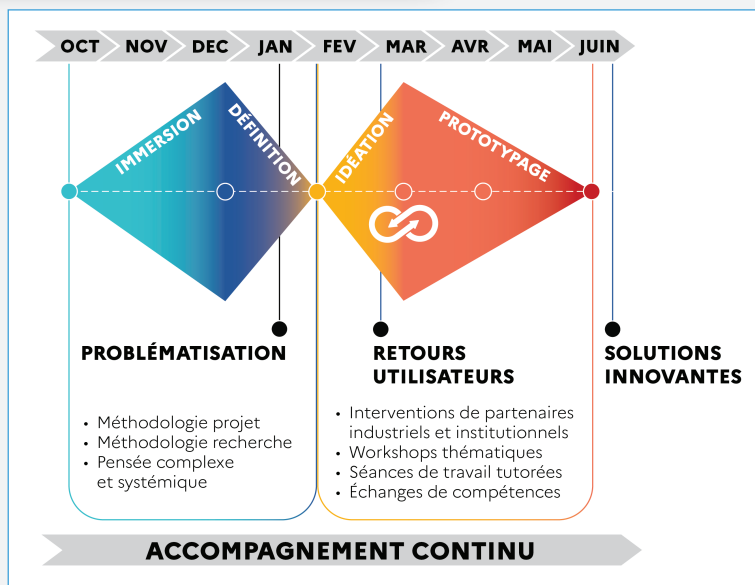 OCT NOV DEC JAN FEV MAR AVR MAI JUIN
IMMERSION
DÉFINITION
IDÉATION
PROTOTYPAGE
PROBLÉMATISATION
• Méthodologie projet
• Méthodologie recherche
• Pensée complexe
et systémique
RETOURS
UTILISATEURS
• Interventions de partenaires
industriels et institutionnels
• Workshops thématiques
• Séances de travail tutorées
• Échanges de compétences
SOLUTIONS
INNOVANTES
ACCOMPAGNEMENT CONTINU